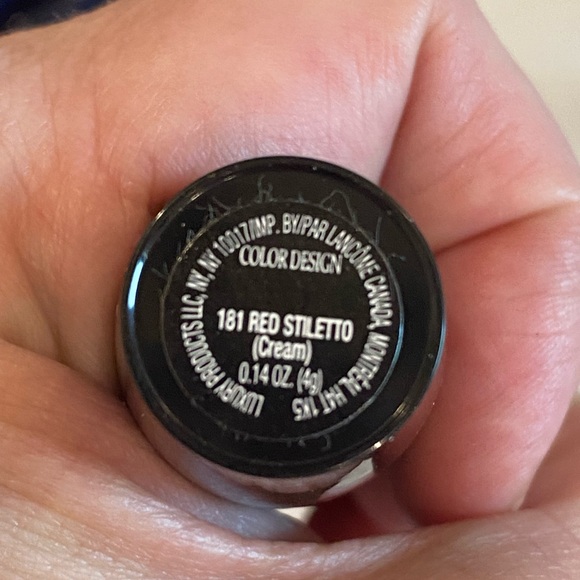 LUXURY PRODUCTS LLC, NY, NY 10017/IMP. BY/PAR LANCÔME CANADA, MONTRÉAL H4T 1K5
COLOR DESIGN
181 RED STILETTO
(Cream)
0.14 OZ. (4g)